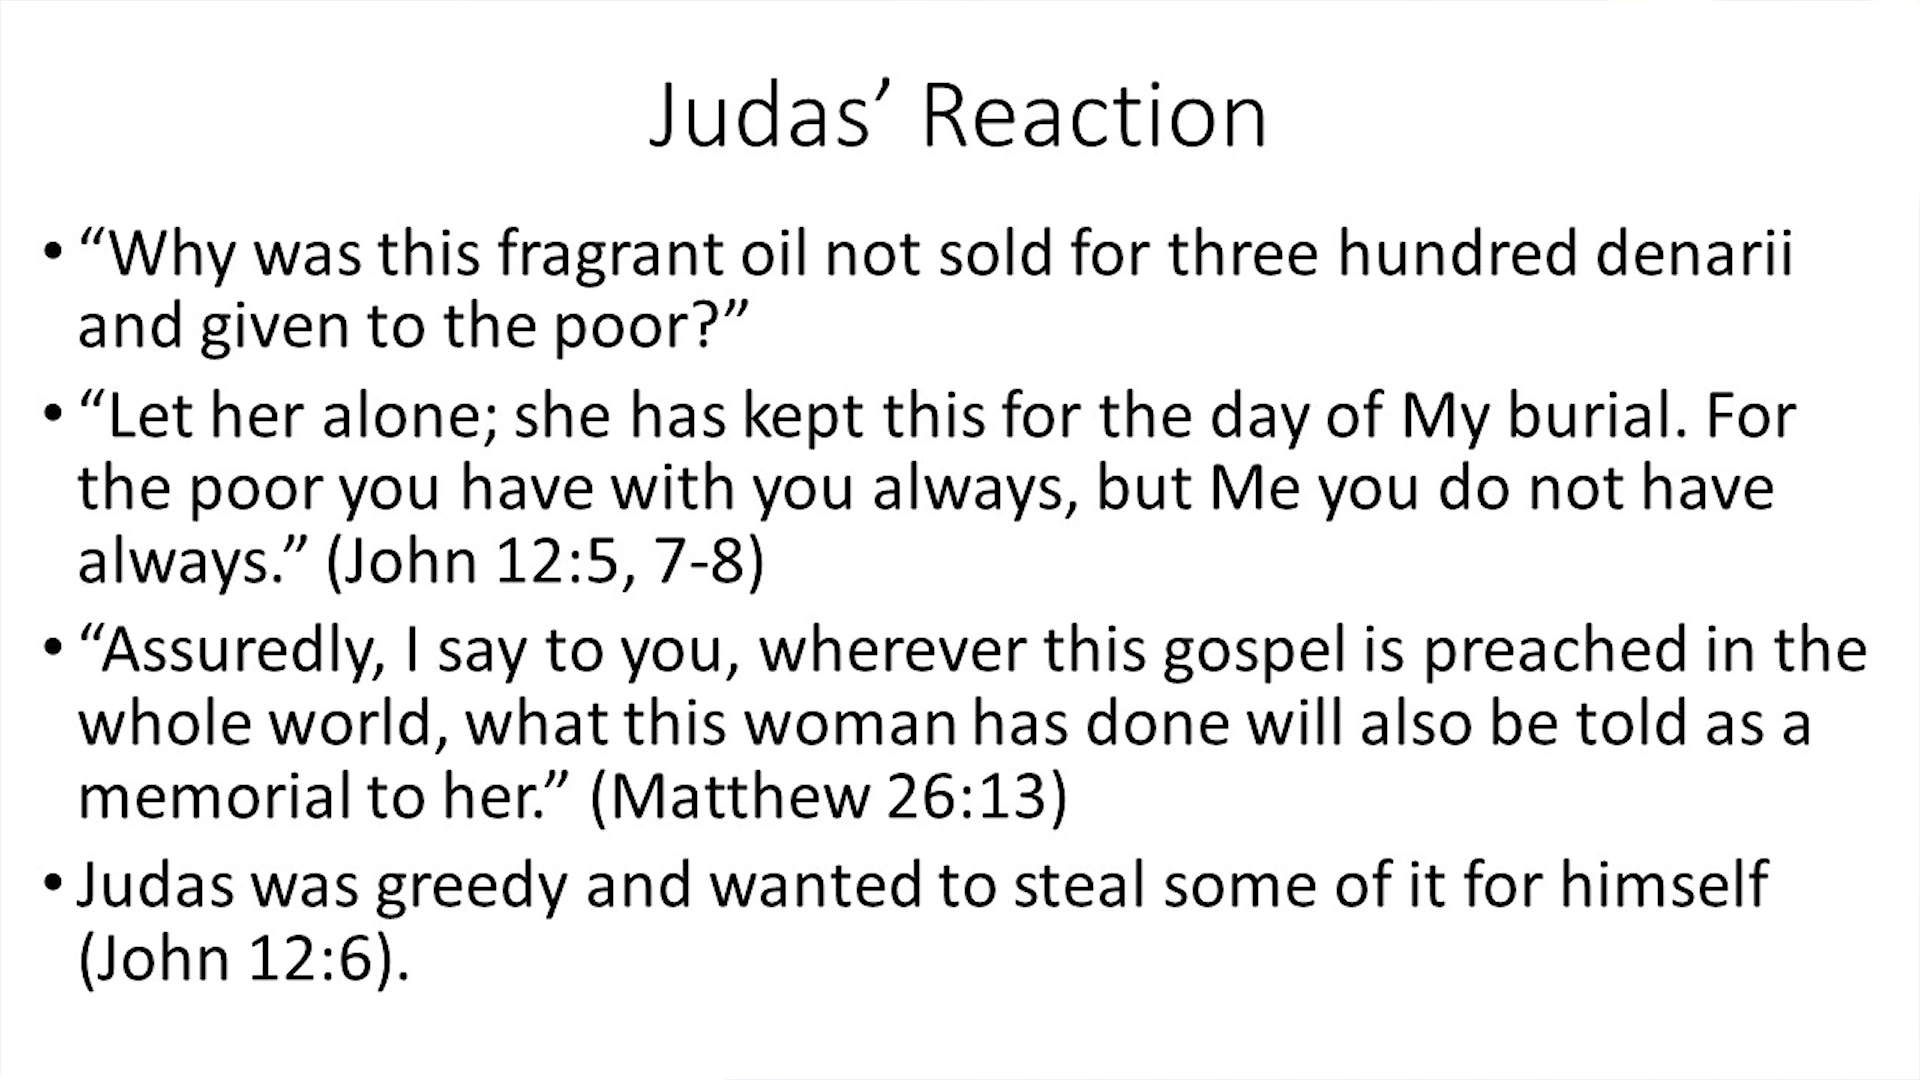 Judas’ Reaction
• “Why was this fragrant oil not sold for three hundred denarii
and given to the poor?”
• “Let her alone; she has kept this for the day of My burial. For
the poor you have with you always, but Me you do not have
always.” (John 12:5, 7-8)
• “Assuredly, I say to you, wherever this gospel is preached in the
whole world, what this woman has done will also be told as a
memorial to her.” (Matthew 26:13)
• Judas was greedy and wanted to steal some of it for himself
(John 12:6).